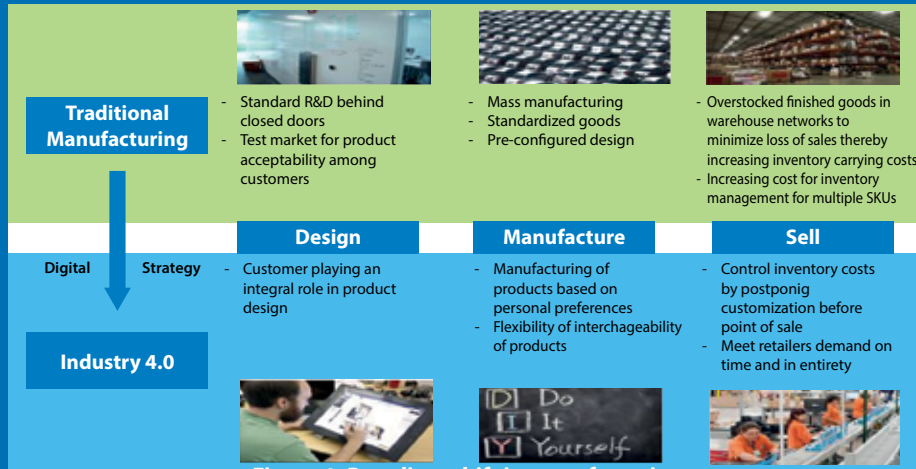 Traditional
Manufacturing
- Standard R&D behind
closed doors
- Test market for product
acceptability among
customers
- Mass manufacturing
- Standardized goods
- Pre-configured design
- Overstocked finished goods in
warehouse networks to
minimize loss of sales thereby
increasing inventory carrying costs
- Increasing cost for inventory
management for multiple SKUs
Design
Manufacture
Sell
Digital Strategy
- Customer playing an
integral role in product
design
- Manufacturing of
products based on
personal preferences
- Flexibility of interchageability
of products
- Control inventory costs
by postponig
customization before
point of sale
- Meet retailers demand on
time and in entirety
Industry 4.0
D Do
I It
Y Yourself